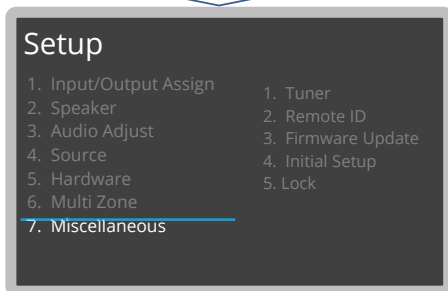 Setup
1. Input/Output Assign
2. Speaker
3. Audio Adjust
4. Source
5. Hardware
6. Multi Zone
7. Miscellaneous
1. Tuner
2. Remote ID
3. Firmware Update
4. Initial Setup
5. Lock